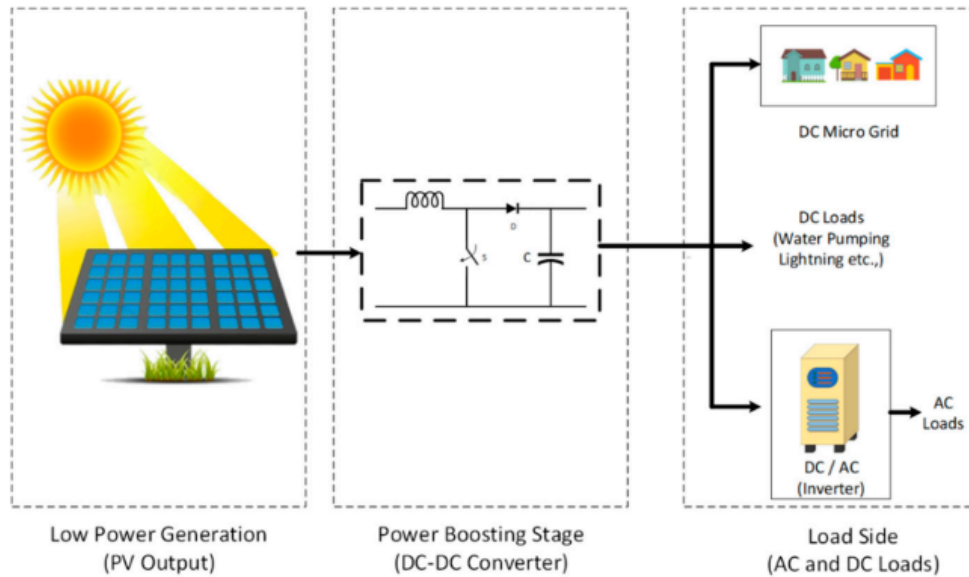 DC Micro Grid
D
S
C
DC Loads
(Water Pumping
Lightning etc.,)
AC
Loads
DC / AC
(Inverter)
Low Power Generation
(PV Output)
Power Boosting Stage
(DC-DC Converter)
Load Side
(AC and DC Loads)